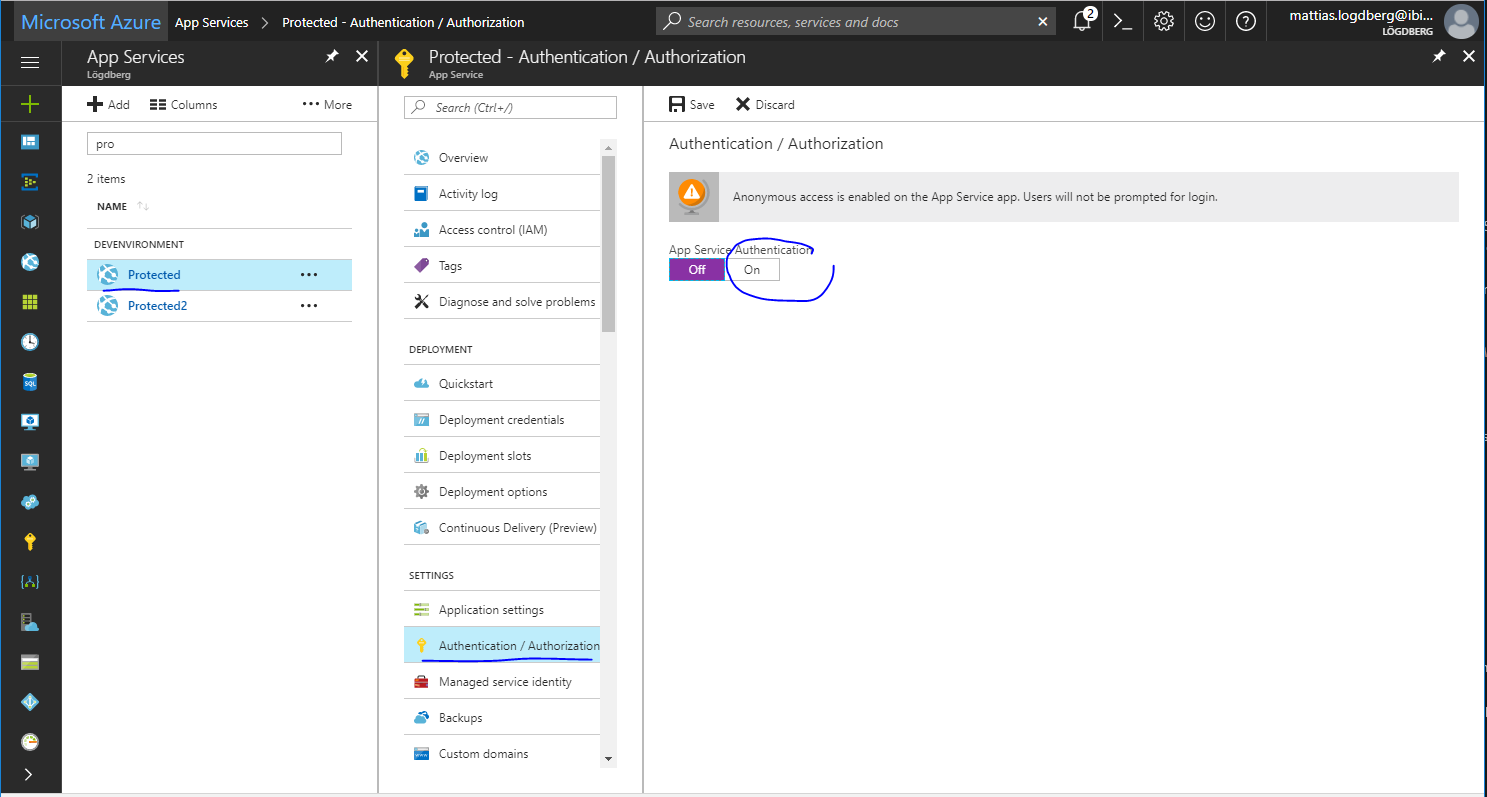 Microsoft Azure App Services > Protected - Authentication / Authorization
Search resources, services and docs
2
mattias.logdberg@ibi...
LÖGDBERG
App Services
Lögdberg
Add Columns More
pro
2 items
NAME
DEVENVIRONMENT
Protected
Protected2
Protected - Authentication / Authorization
App Service
Search (Ctrl+/)
Overview
Activity log
Access control (IAM)
Tags
Diagnose and solve problems
DEPLOYMENT
Quickstart
Deployment credentials
Deployment slots
Deployment options
Continuous Delivery (Preview)
SETTINGS
Application settings
Authentication / Authorization
Managed service identity
Backups
Custom domains
Save Discard
Authentication / Authorization
Anonymous access is enabled on the App Service app. Users will not be prompted for login.
App Service Authentication
Off On